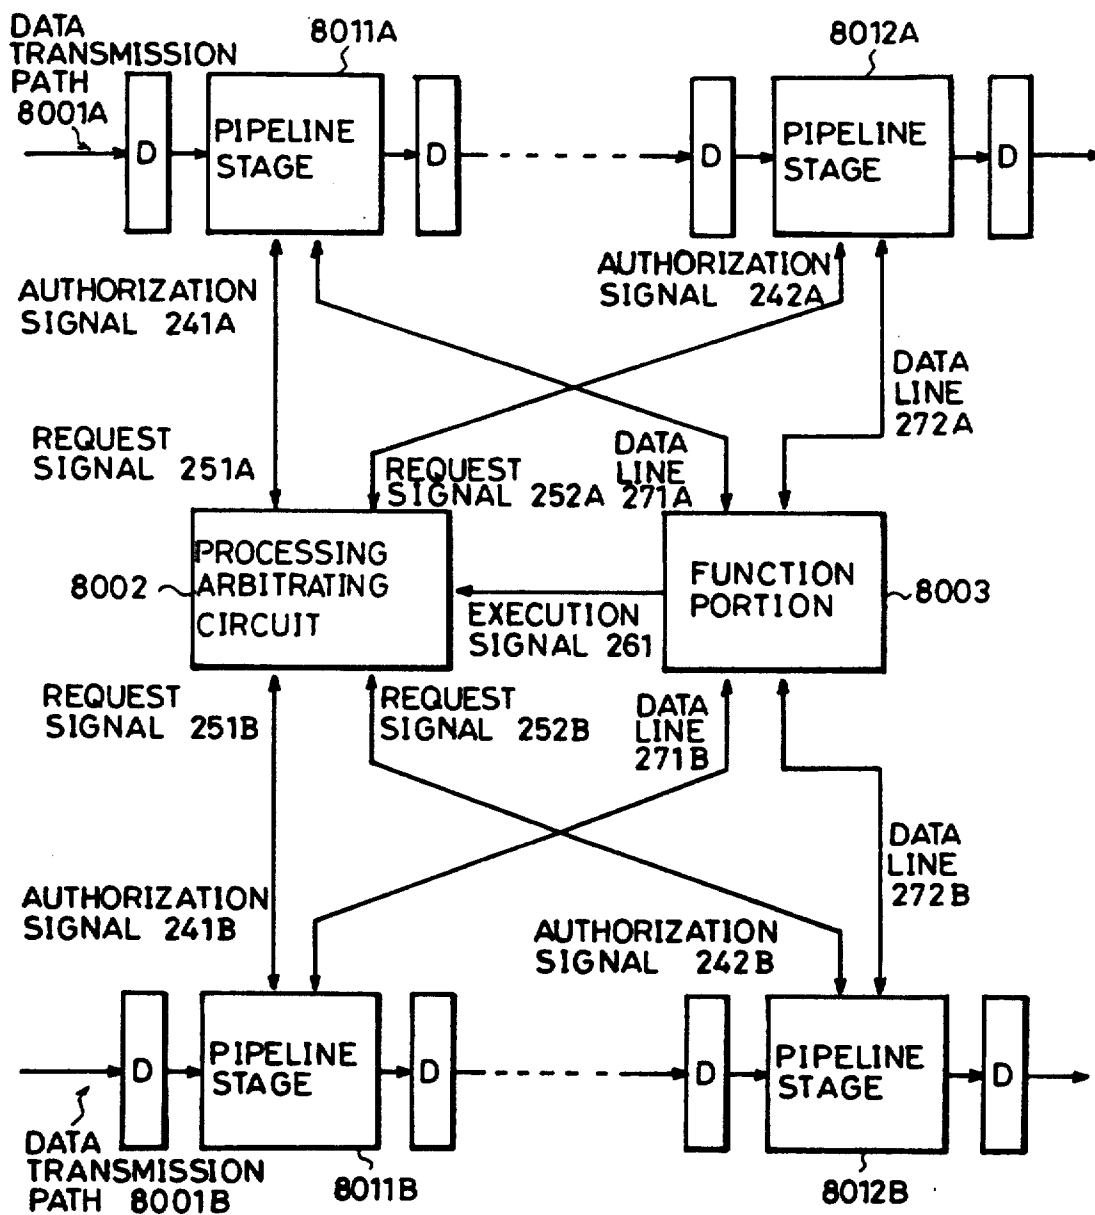 DATA
TRANSMISSION
PATH
8001A
8011A
8012A
D
PIPELINE
STAGE
D
D
PIPELINE
STAGE
D
AUTHORIZATION
SIGNAL 241A
AUTHORIZATION
SIGNAL 242A
DATA
LINE
272A
REQUEST
SIGNAL 251A
REQUEST
SIGNAL 252A
DATA
LINE
271A
8002
PROCESSING
ARBITRATING
CIRCUIT
EXECUTION
SIGNAL 261
FUNCTION
PORTION
8003
REQUEST
SIGNAL 251B
REQUEST
SIGNAL 252B
DATA
LINE
271B
DATA
LINE
272B
AUTHORIZATION
SIGNAL 241B
AUTHORIZATION
SIGNAL 242B
D
PIPELINE
STAGE
D
D
PIPELINE
STAGE
D
DATA
TRANSMISSION
PATH 8001B
8011B
8012B